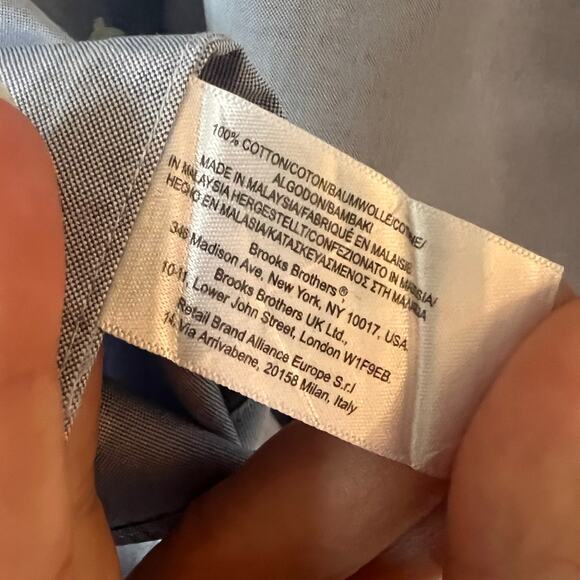 100% COTTON/COTON/BAUMWOLLE/COTONE/
ALGODON/BAMBAKI
MADE IN MALAYSIA/FABRIQUÉ EN MALAISIE
IN MALAYSIA HERGESTELLT/CONFEZIONATO IN MALAYSIA/
HECHO EN MALASIA/ΚΑΤΑΣΚΕΥΑΣΜΕΝΟΣ ΣΤΗ ΜΑΛΑΙΣΙΑ
Brooks Brothers®,
346 Madison Ave, New York, NY 10017, USA.
Brooks Brothers UK Ltd.,
10-11, Lower John Street, London W1F9EB.
Retail Brand Alliance Europe S.r.l
14, Via Arrivabene, 20158 Milan, Italy